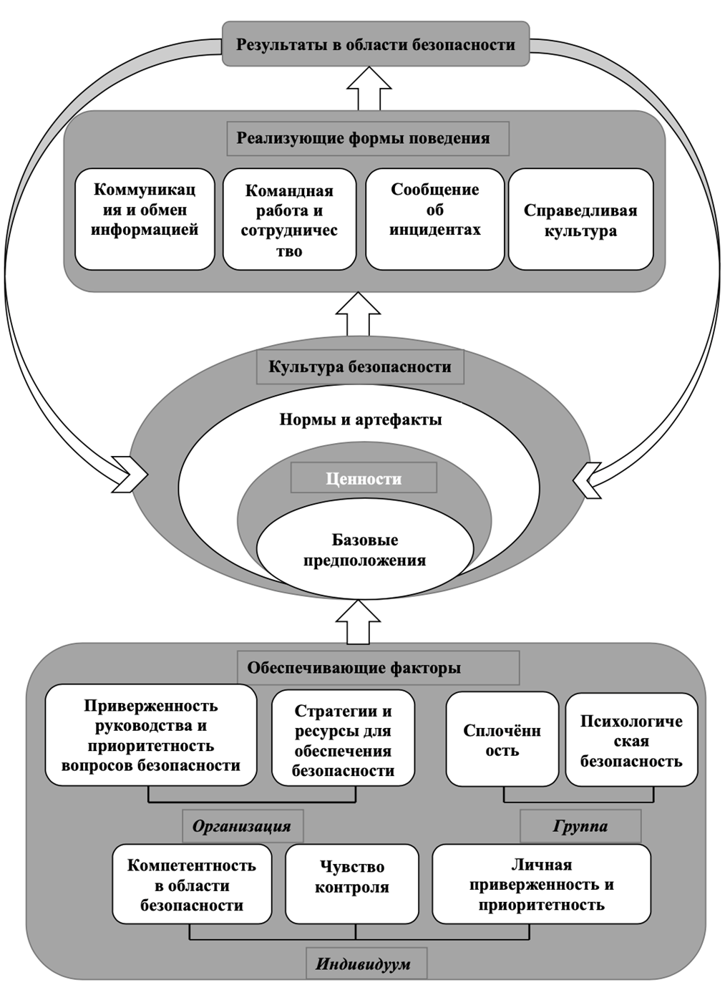 Результаты в области безопасности
Реализующие формы поведения
Коммуникац
ия и обмен
информацией
Командная
работа и
сотрудничес
тво
Сообщение
об
инцидентах
Справедливая
культура
Культура безопасности
Нормы и артефакты
Ценности
Базовые
предположения
Обеспечивающие факторы
Приверженность
руководства и
приоритетность
вопросов безопасности
Стратегии и
ресурсы для
обеспечения
безопасности
Сплочённ
ость
Психологиче
ская
безопасность
Организация
Группа
Компетентность
в области
безопасности
Чувство
контроля
Личная
приверженность и
приоритетность
Индивидуум